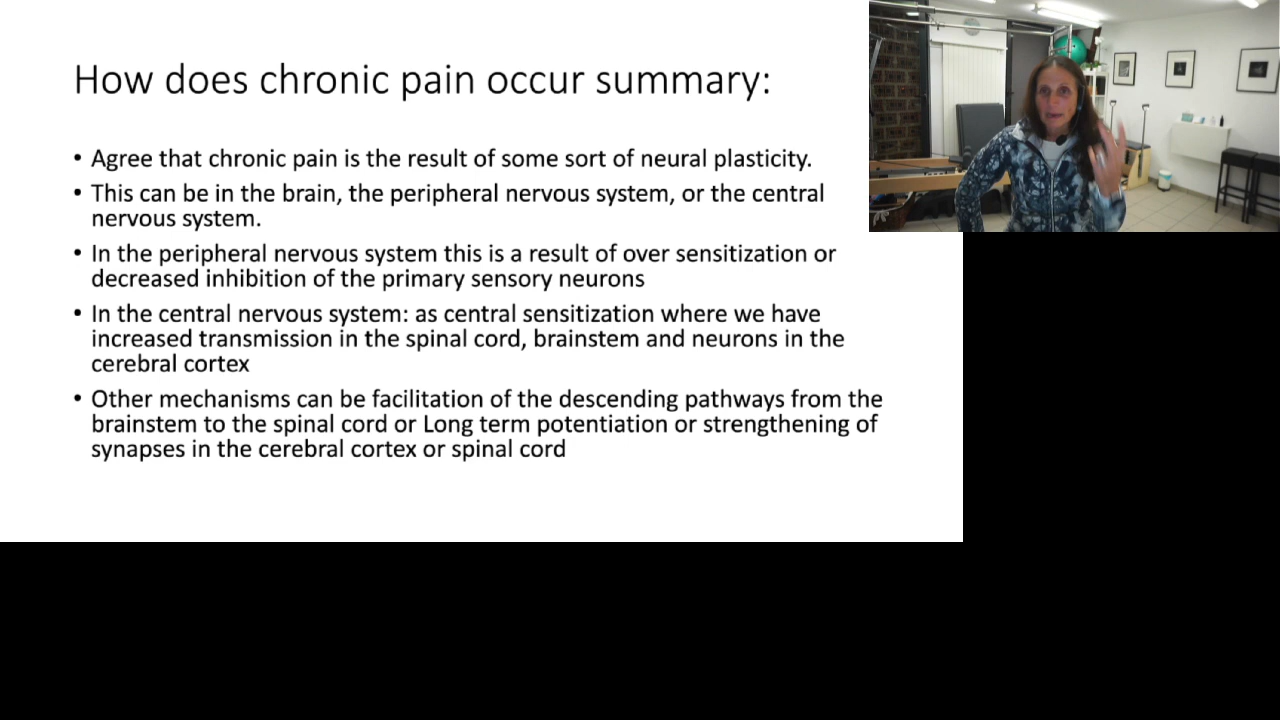 How does chronic pain occur summary:
• Agree that chronic pain is the result of some sort of neural plasticity.
• This can be in the brain, the peripheral nervous system, or the central
nervous system.
• In the peripheral nervous system this is a result of over sensitization or
decreased inhibition of the primary sensory neurons
• In the central nervous system: as central sensitization where we have
increased transmission in the spinal cord, brainstem and neurons in the
cerebral cortex
• Other mechanisms can be facilitation of the descending pathways from the
brainstem to the spinal cord or Long term potentiation or strengthening of
synapses in the cerebral cortex or spinal cord